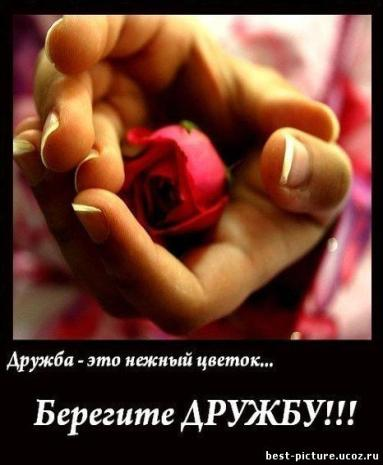 Дружба - это нежный цветок...
Берегите ДРУЖБУ!!!
best-picture.ucoz.ru